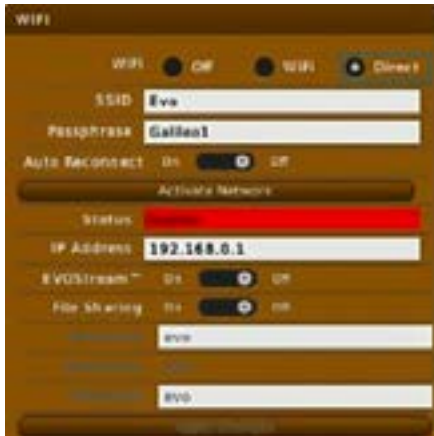 WIFI
WiFi Off WiFi Direct
SSID Evo
Passphrase Galileo1
Auto Reconnect On Off
Activate Network
Status
IP Address 192.168.0.1
EVOStream™ On Off
File Sharing On Off
evo
evo